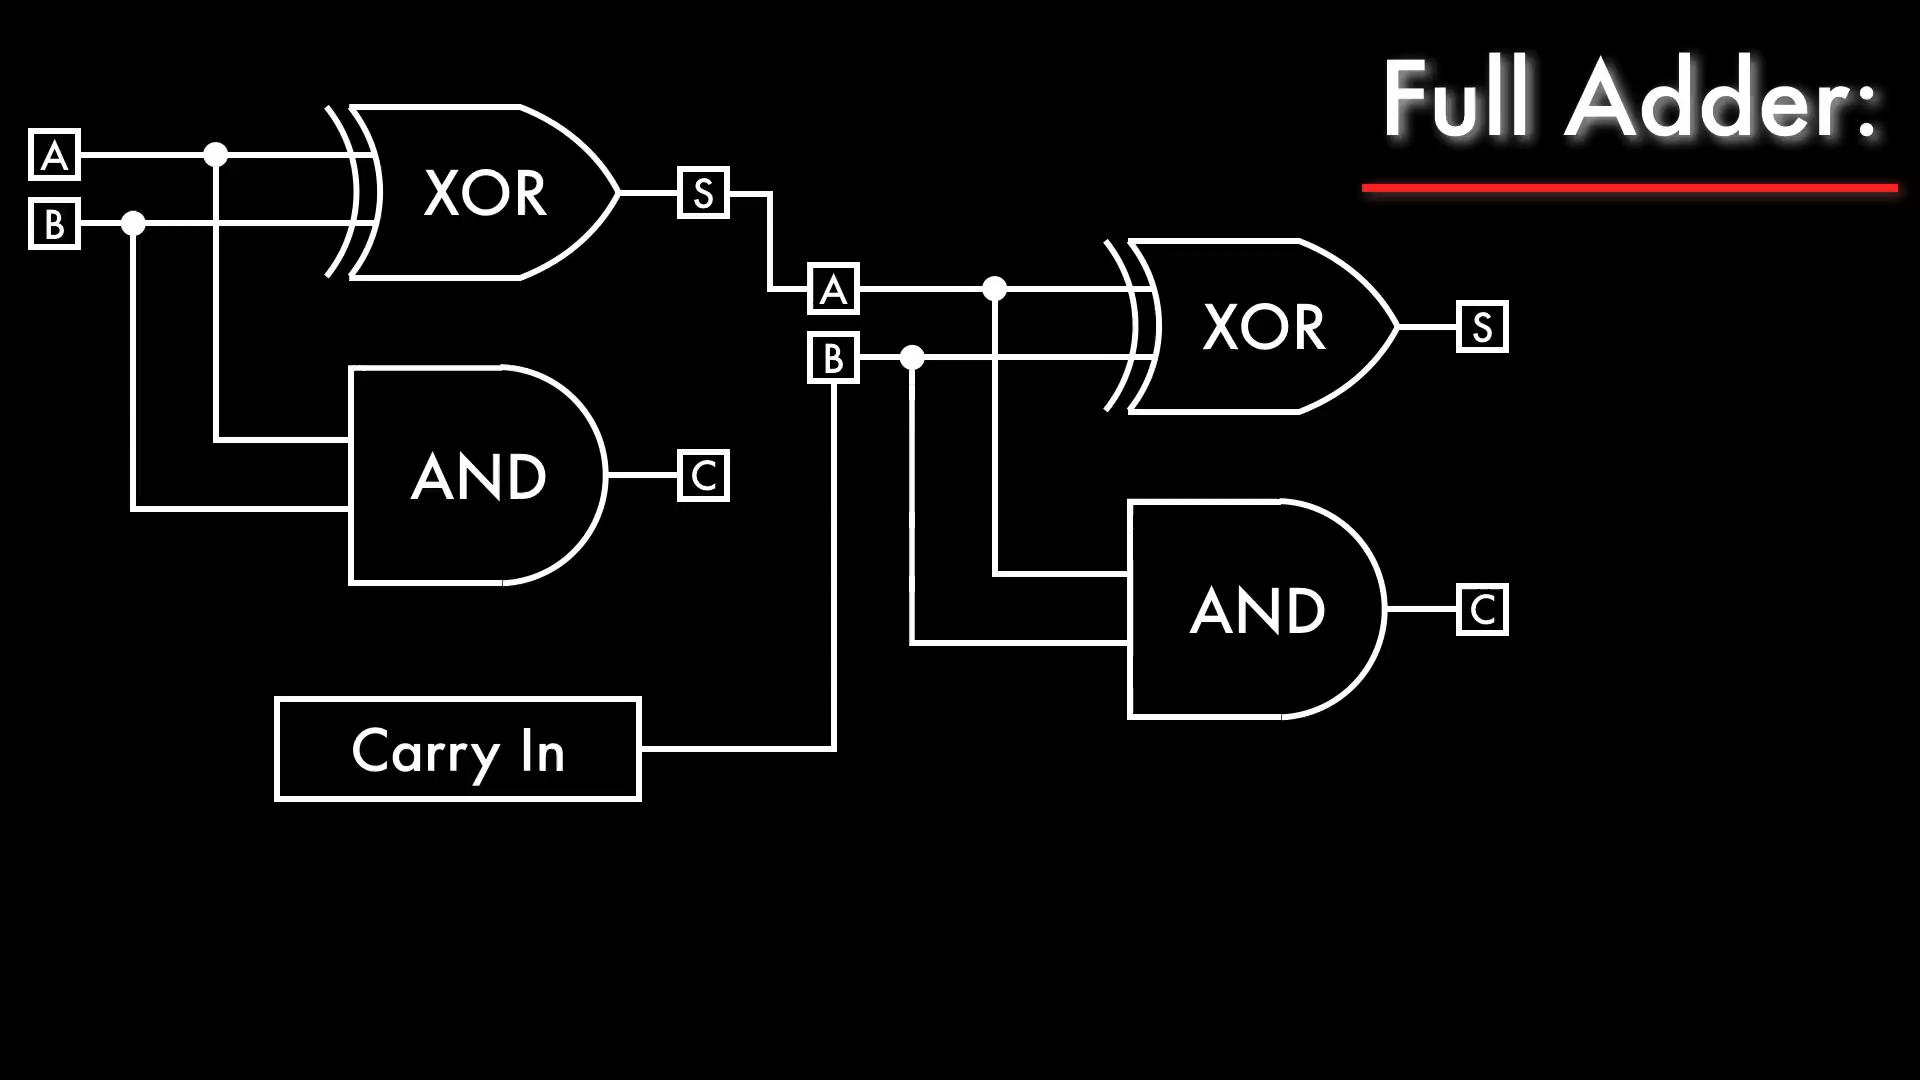 Full Adder:
A
B
XOR
S
AND
C
A
B
XOR
S
AND
C
Carry In